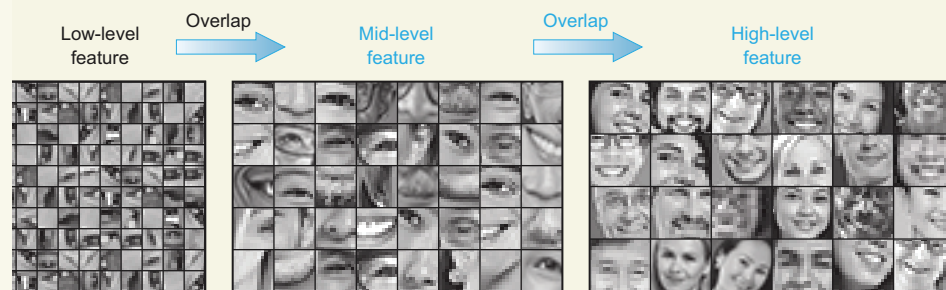 Low-level
feature
Overlap
Mid-level
feature
Overlap
High-level
feature